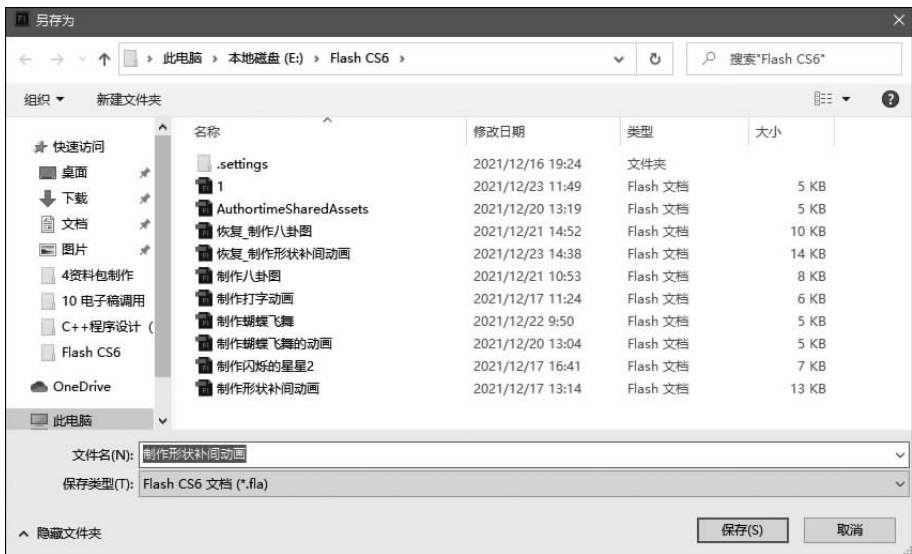 另存为
此电脑 > 本地磁盘 (E:) > Flash CS6 >
搜索"Flash CS6"
组织 新建文件夹
名称 修改日期 类型 大小
快速访问
桌面
下载
文档
图片
4资料包制作
10 电子稿调用
C++程序设计（
Flash CS6
OneDrive
此电脑
.settings 2021/12/16 19:24 文件夹
1 2021/12/23 11:49 Flash 文档 5 KB
AuthortimeSharedAssets 2021/12/20 13:19 Flash 文档 5 KB
恢复_制作八卦图 2021/12/21 14:52 Flash 文档 10 KB
恢复_制作形状补间动画 2021/12/23 14:38 Flash 文档 14 KB
制作八卦图 2021/12/21 10:53 Flash 文档 8 KB
制作打字动画 2021/12/17 11:24 Flash 文档 6 KB
制作蝴蝶飞舞 2021/12/22 9:50 Flash 文档 5 KB
制作蝴蝶飞舞的动画 2021/12/20 13:04 Flash 文档 5 KB
制作闪烁的星星2 2021/12/17 16:41 Flash 文档 7 KB
制作形状补间动画 2021/12/17 13:14 Flash 文档 13 KB
文件名(N): 制作形状补间动画
保存类型(T): Flash CS6 文档 (*.fla)
隐藏文件夹
保存(S) 取消